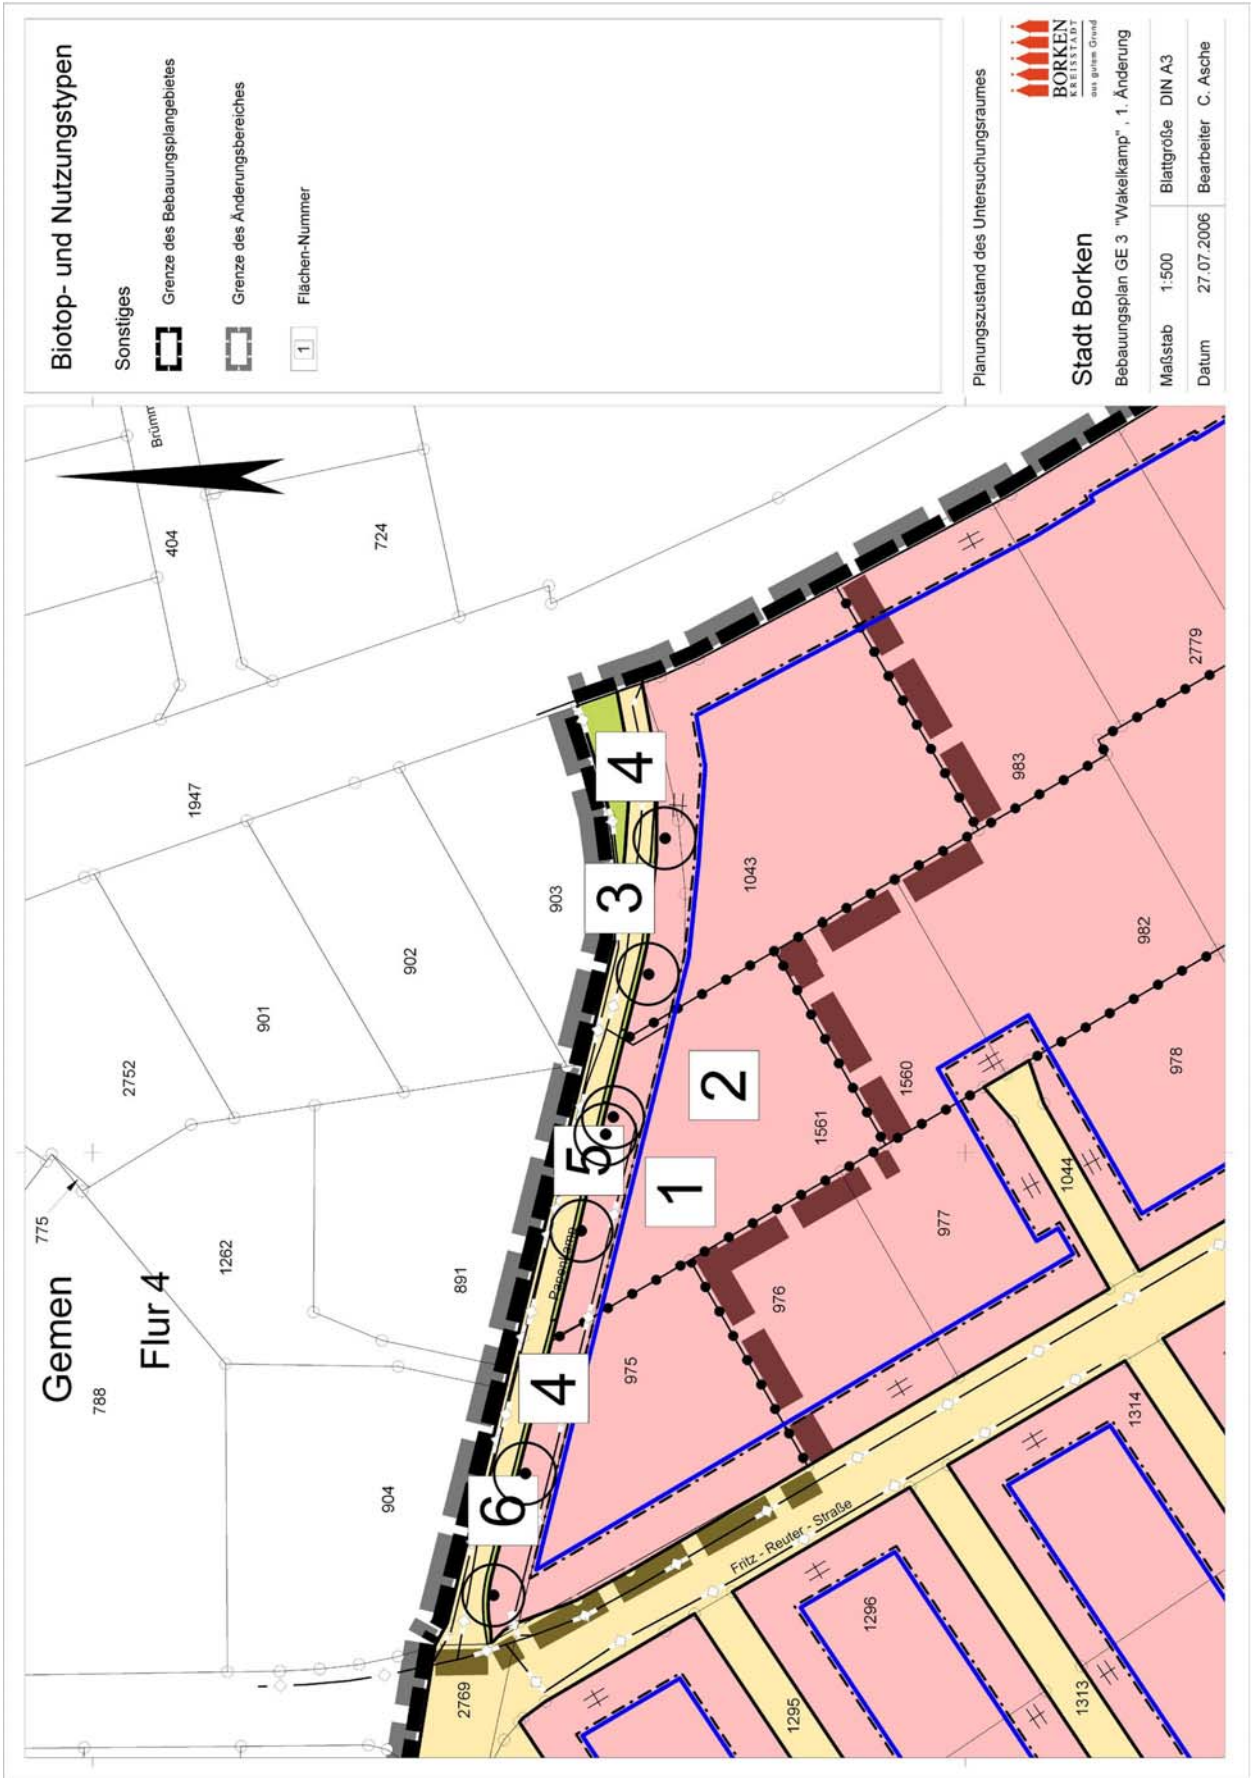 Biotop- und Nutzungstypen
Sonstiges
Grenze des Bebauungsplangebietes
Grenze des Änderungsbereiches
1
Flächen-Nummer
Planungszustand des Untersuchungsraumes
BORKEN
KREISSTADT
aus gutem Grund
Stadt Borken
Bebauungsplan GE 3 "Wakelkamp", 1. Änderung
Maßstab 1:500
Blattgröße DIN A3
Datum 27.07.2006
Bearbeiter C. Asche
Gemen
Flur 4
775
788
2752
1262
901
902
903
1947
404
724
Brümm
891
904
2769
Papenkamp
6
4
5
3
4
1
2
975
976
977
1561
1560
1043
983
982
978
2779
1044
Fritz - Reuter - Straße
1295
1296
1313
1314